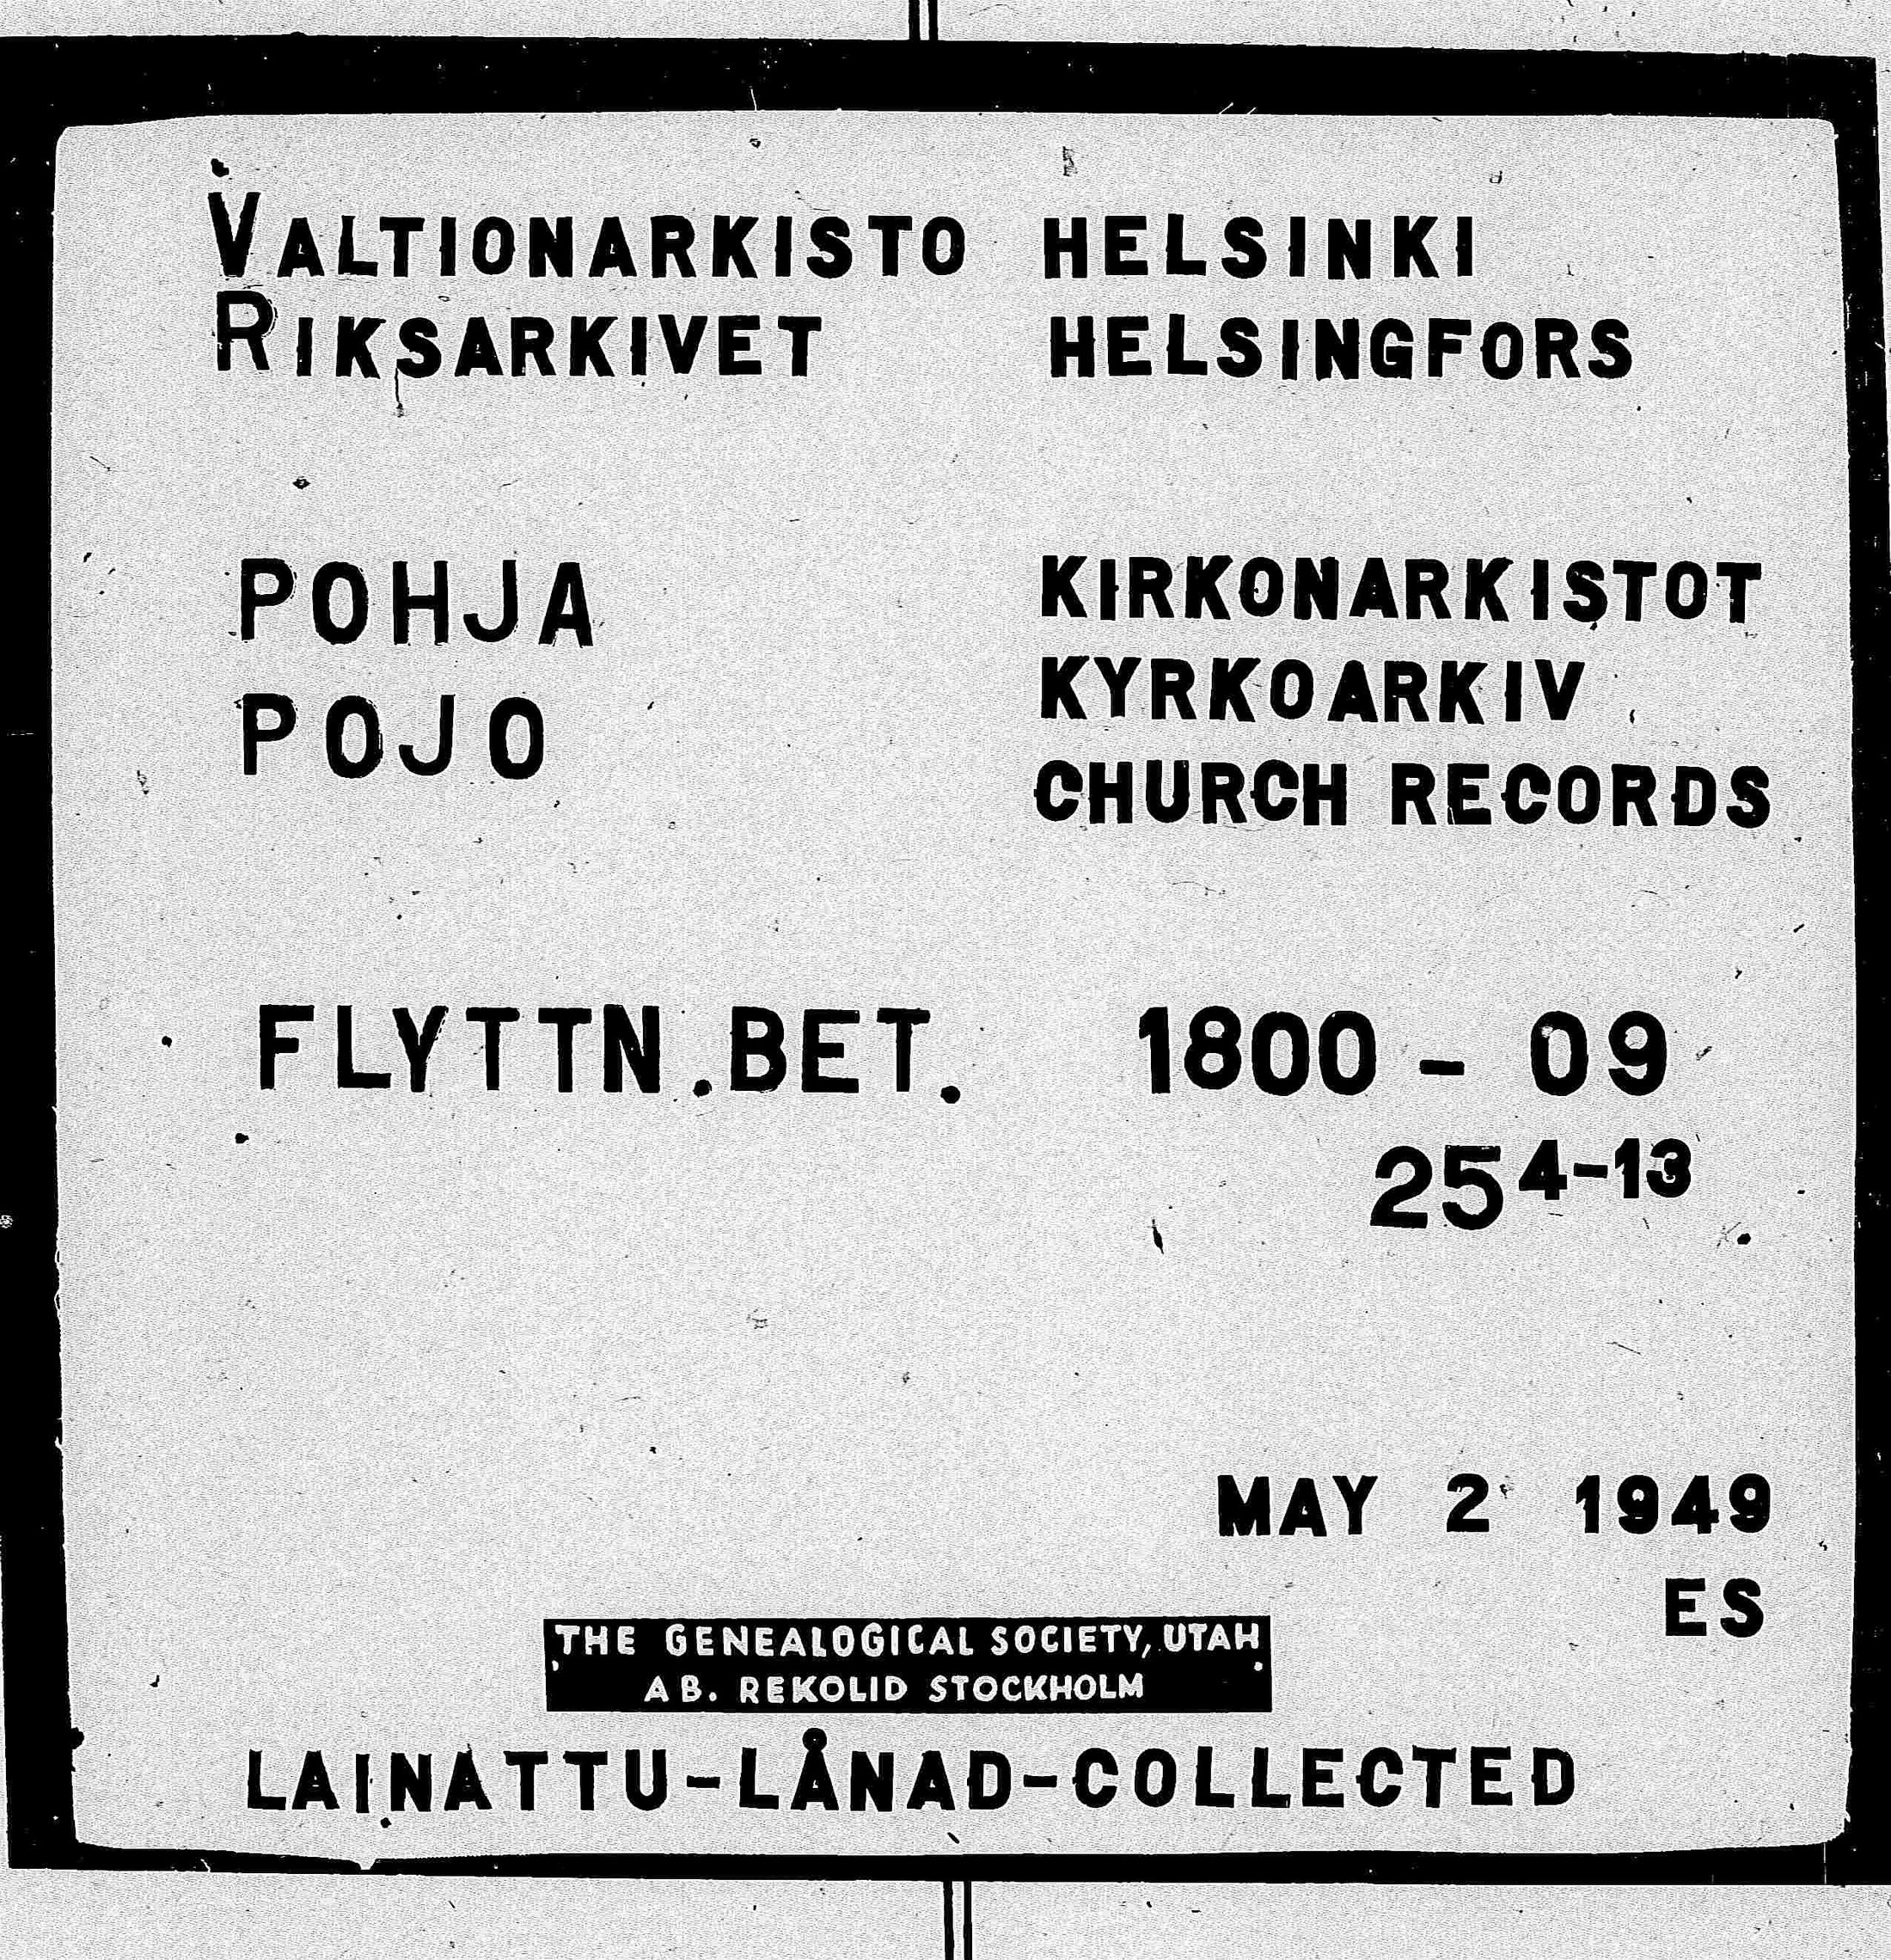 VALTIONARKISTO HELSINKI
RIKSARKIVET HELSINGFORS
POHJA
POJO
KIRKONARKISTOT
KYRKOARKIV
CHURCH RECORDS
FLYTTN.BET. 1800 - 09
25 4-13
MAY 2 1949
ES
THE GENEALOGICAL SOCIETY, UTAH
AB. REKOLID STOCKHOLM
LAINATTU-LÅNAD-COLLECTED